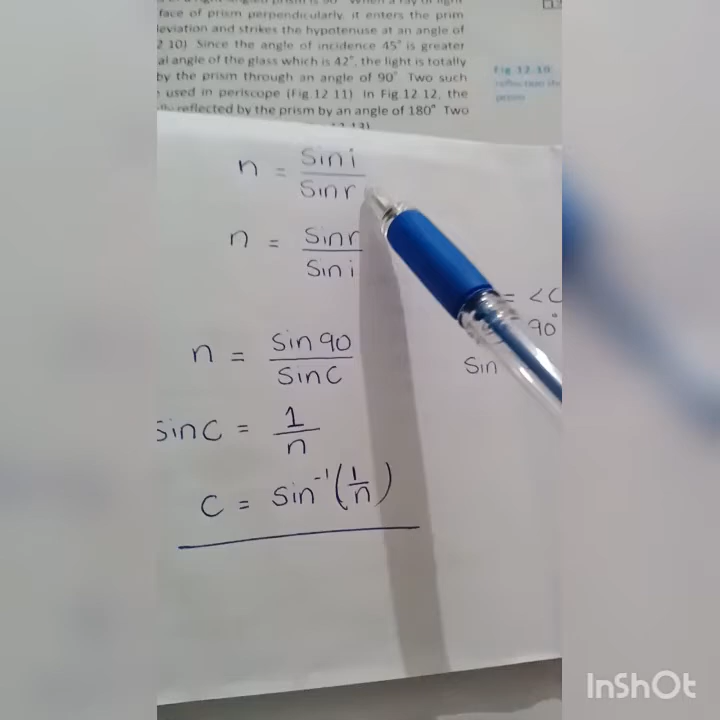 face of prism perpendicularly, it enters the prim
deviation and strikes the hypotenuse at an angle of
2.10) Since the angle of incidence 45° is greater
al angle of the glass which is 42°, the light is totally
by the prism through an angle of 90° Two such
used in periscope (Fig 12 11) In Fig 12 12, the
reflected by the prism by an angle of 180° Two
Fig 12 10
reflection
prism
n = Sin i / Sin r
n = Sin r / Sin i
= <C
90°
n = Sin 90 / Sin C
Sin
Sin C = 1 / n
C = Sin⁻¹(1/n)
InShOt